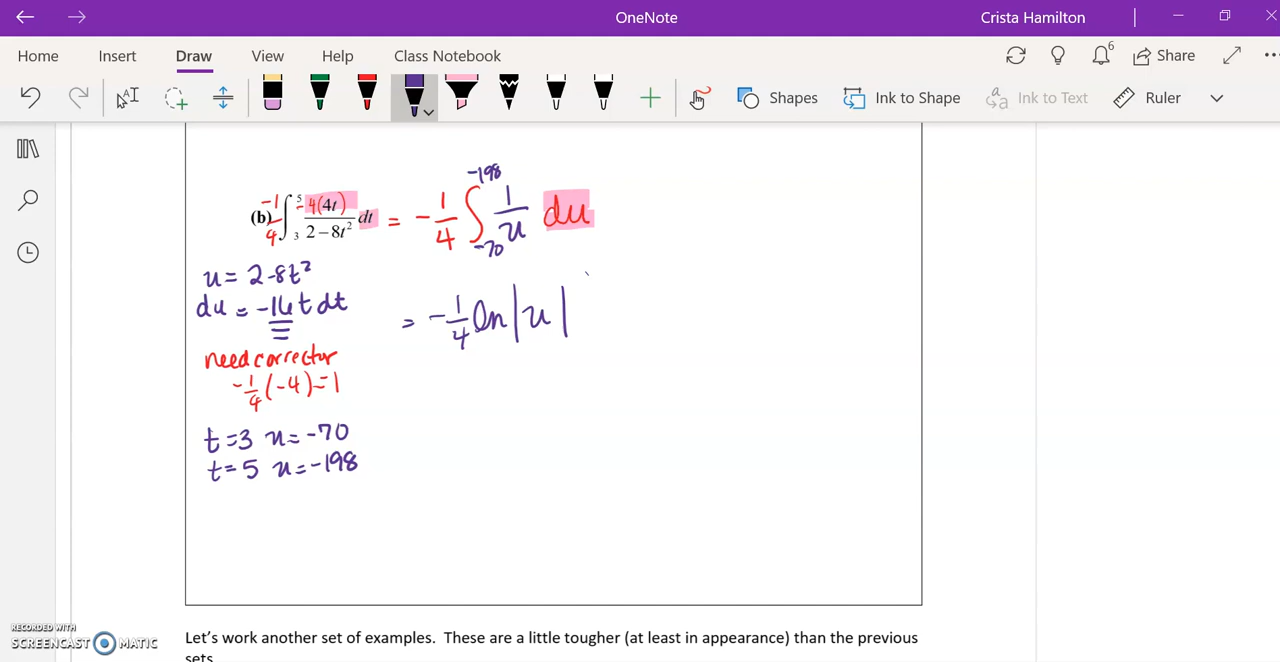 OneNote
Crista Hamilton
Home Insert Draw View Help Class Notebook
6
Share
Shapes
Ink to Shape
Ink to Text
Ruler
(b) -1/4 ∫₃⁵ -4(4t)/(2-8t²) dt = -1/4 ∫₋₇₀⁻¹⁹⁸ 1/u du
u = 2-8t²
du = -16t dt
= -1/4 ln|u|
need corrector
-1/4(-4)=1
t=3 u=-70
t=5 u=-198
RECORDED WITH
SCREENCAST MATIC
Let's work another set of examples. These are a little tougher (at least in appearance) than the previous
sets